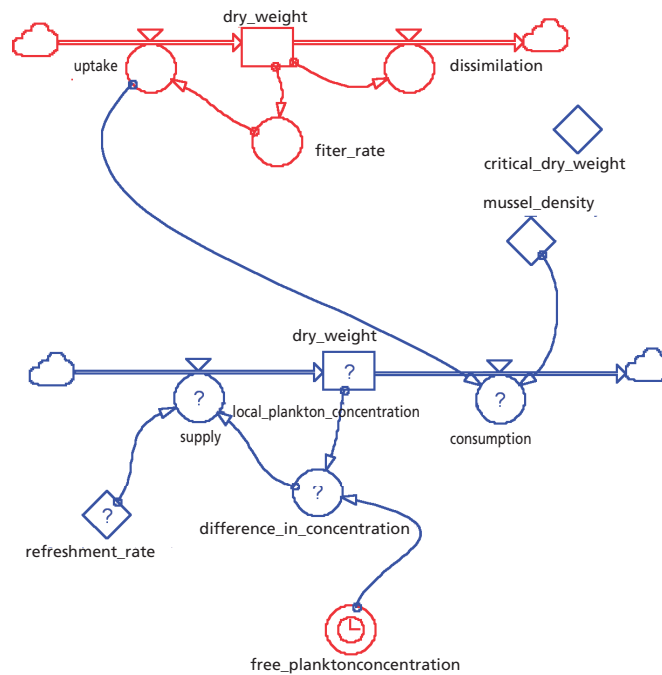 dry_weight
uptake
dissimilation
fiter_rate
critical_dry_weight
mussel_density
dry_weight
?
?
local_plankton_concentration
?
supply
consumption
?
?
difference_in_concentration
refreshment_rate
free_planktonconcentration